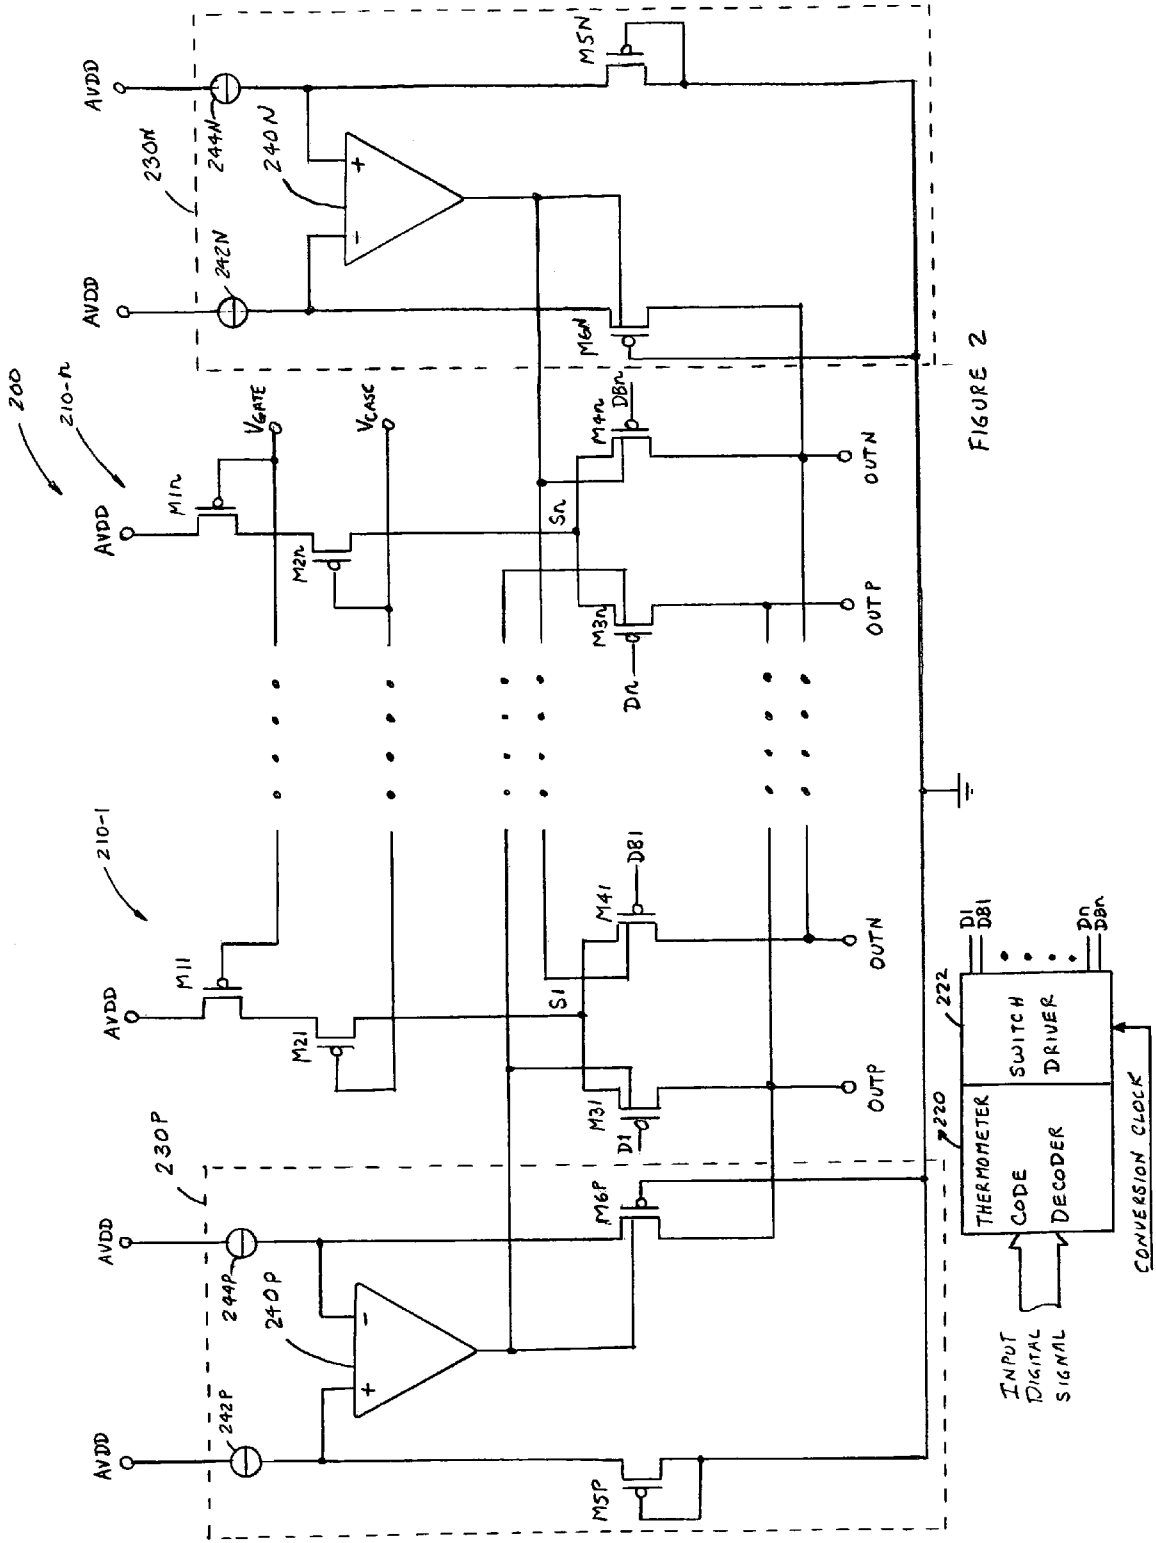 200
210-1
210-n
230P
230N
AVDD
AVDD
AVDD
AVDD
AVDD
AVDD
242P
244P
M11
M1n
242N
244N
VGATE
240P
240N
M21
M2n
VCASC
S1
Sn
M5P
M6P
M31
M41
M3n
M4n
M6N
M5N
D1
DB1
Dn
DBn
+
-
-
+
OUTP
OUTN
OUTP
OUTN
220
222
INPUT
DIGITAL
SIGNAL
THERMOMETER
CODE
DECODER
SWITCH
DRIVER
D1
DB1
Dn
DBn
CONVERSION CLOCK
FIGURE 2